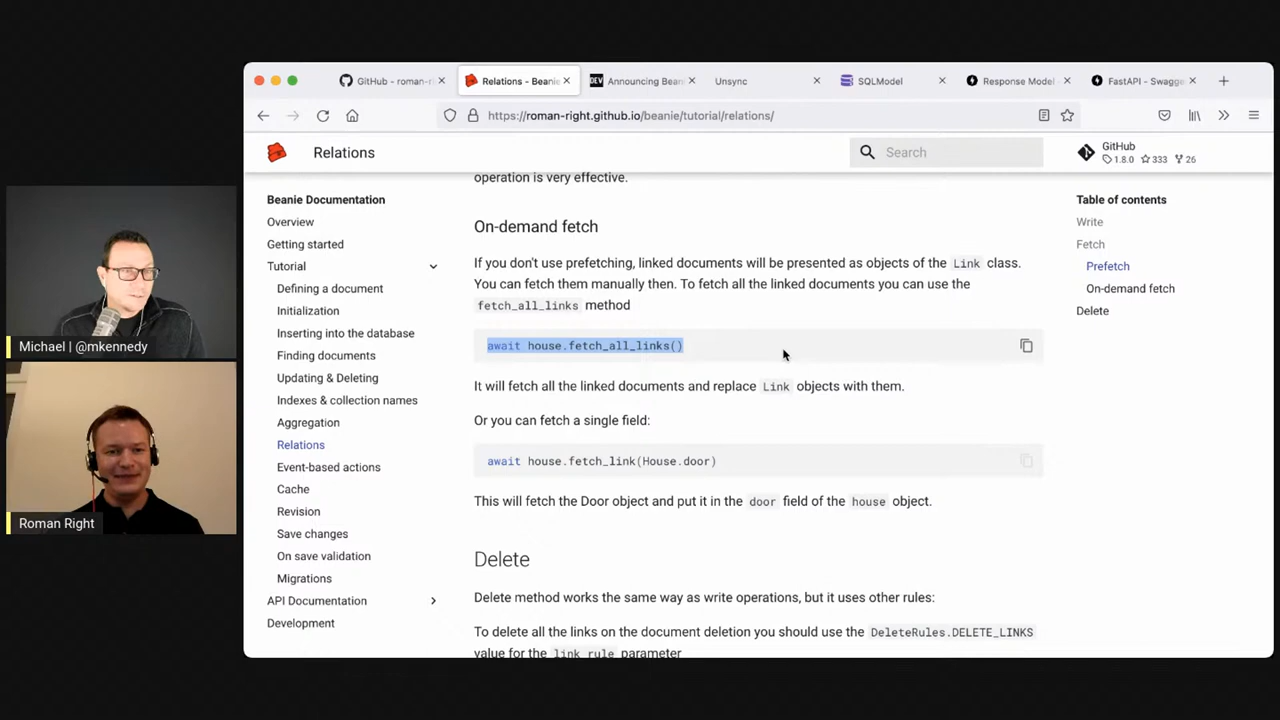 GitHub - roman-ri
Relations - Beanie
DEV
Announcing Bean
Unsync
SQLModel
Response Model -
FastAPI - Swagge
https://roman-right.github.io/beanie/tutorial/relations/
Relations
Search
GitHub
1.8.0 333 26
Beanie Documentation
Overview
Getting started
Tutorial
Defining a document
Initialization
Inserting into the database
Finding documents
Updating & Deleting
Indexes & collection names
Aggregation
Relations
Event-based actions
Cache
Revision
Save changes
On save validation
Migrations
API Documentation
Development
operation is very effective.
On-demand fetch
If you don't use prefetching, linked documents will be presented as objects of the Link class.
You can fetch them manually then. To fetch all the linked documents you can use the
fetch_all_links method
await house.fetch_all_links()
It will fetch all the linked documents and replace Link objects with them.
Or you can fetch a single field:
await house.fetch_link(House.door)
This will fetch the Door object and put it in the door field of the house object.
Delete
Delete method works the same way as write operations, but it uses other rules:
To delete all the links on the document deletion you should use the DeleteRules.DELETE_LINKS
value for the link_rule parameter
Table of contents
Write
Fetch
Prefetch
On-demand fetch
Delete
Michael | @mkennedy
Roman Right